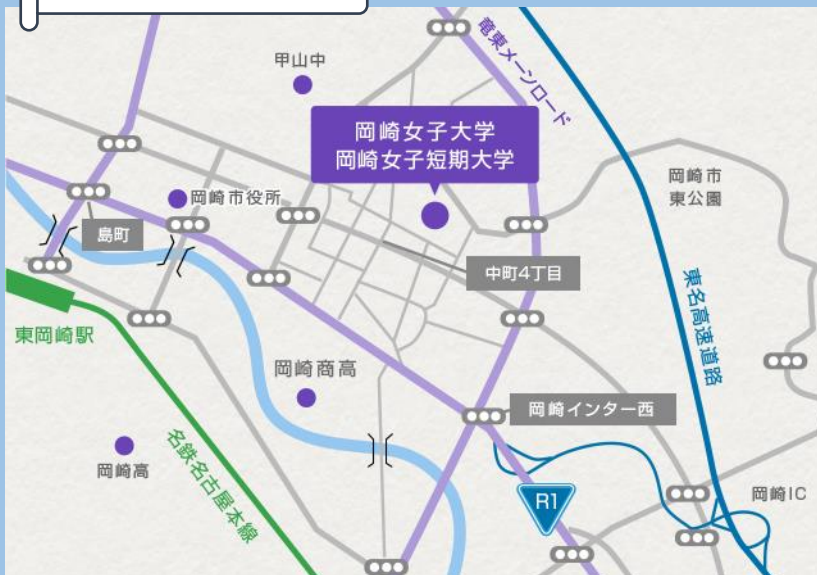 甲山中
竜東メーンロード
岡崎女子大学
岡崎女子短期大学
岡崎市
東公園
岡崎市役所
島町
中町4丁目
東名高速道路
東岡崎駅
岡崎商高
岡崎インター西
岡崎高
名鉄名古屋本線
R1
岡崎IC